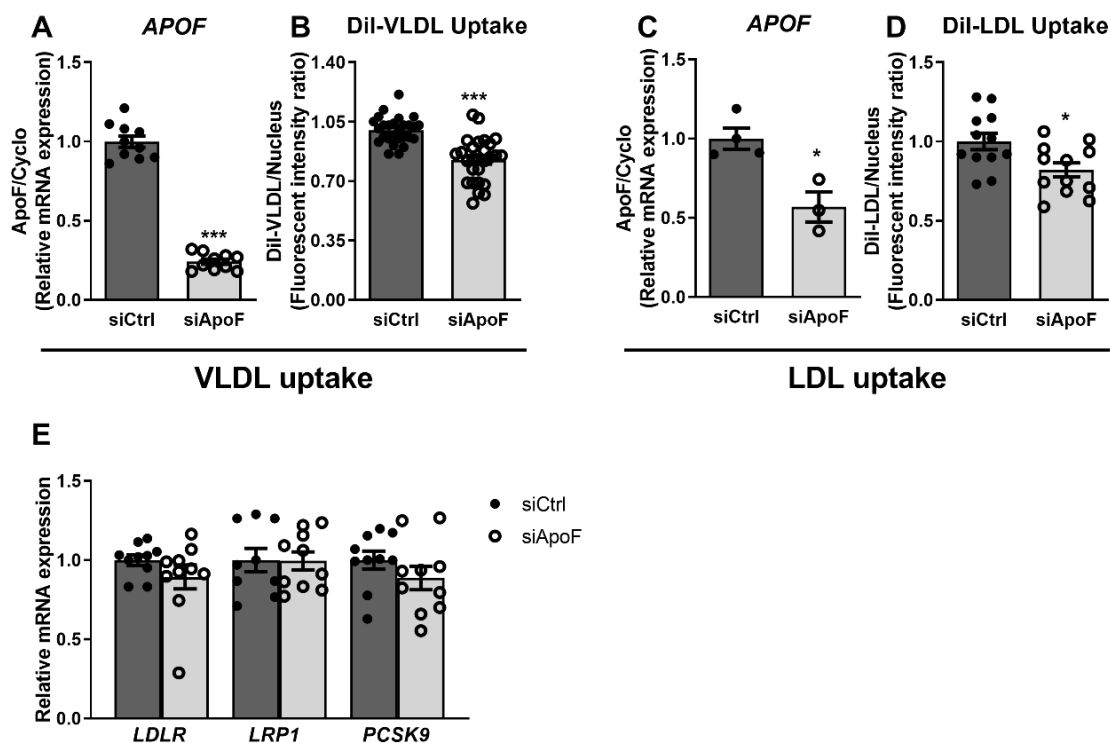 A
APOF
ApoF/Cyclo
(Relative mRNA expression)
1.5
1.0
0.5
0.0
***
siCtrl
siApoF
B
Dil-VLDL Uptake
Dil-VLDL/Nucleus
(Fluorescent intensity ratio)
1.40
1.05
0.70
0.35
0.00
***
siCtrl
siApoF
VLDL uptake
C
APOF
ApoF/Cyclo
(Relative mRNA expression)
1.5
1.0
0.5
0.0
*
siCtrl
siApoF
D
Dil-LDL Uptake
Dil-LDL/Nucleus
(Fluorescent intensity ratio)
1.5
1.0
0.5
0.0
*
siCtrl
siApoF
LDL uptake
E
Relative mRNA expression
1.5
1.0
0.5
0.0
LDLR
LRP1
PCSK9
siCtrl
siApoF